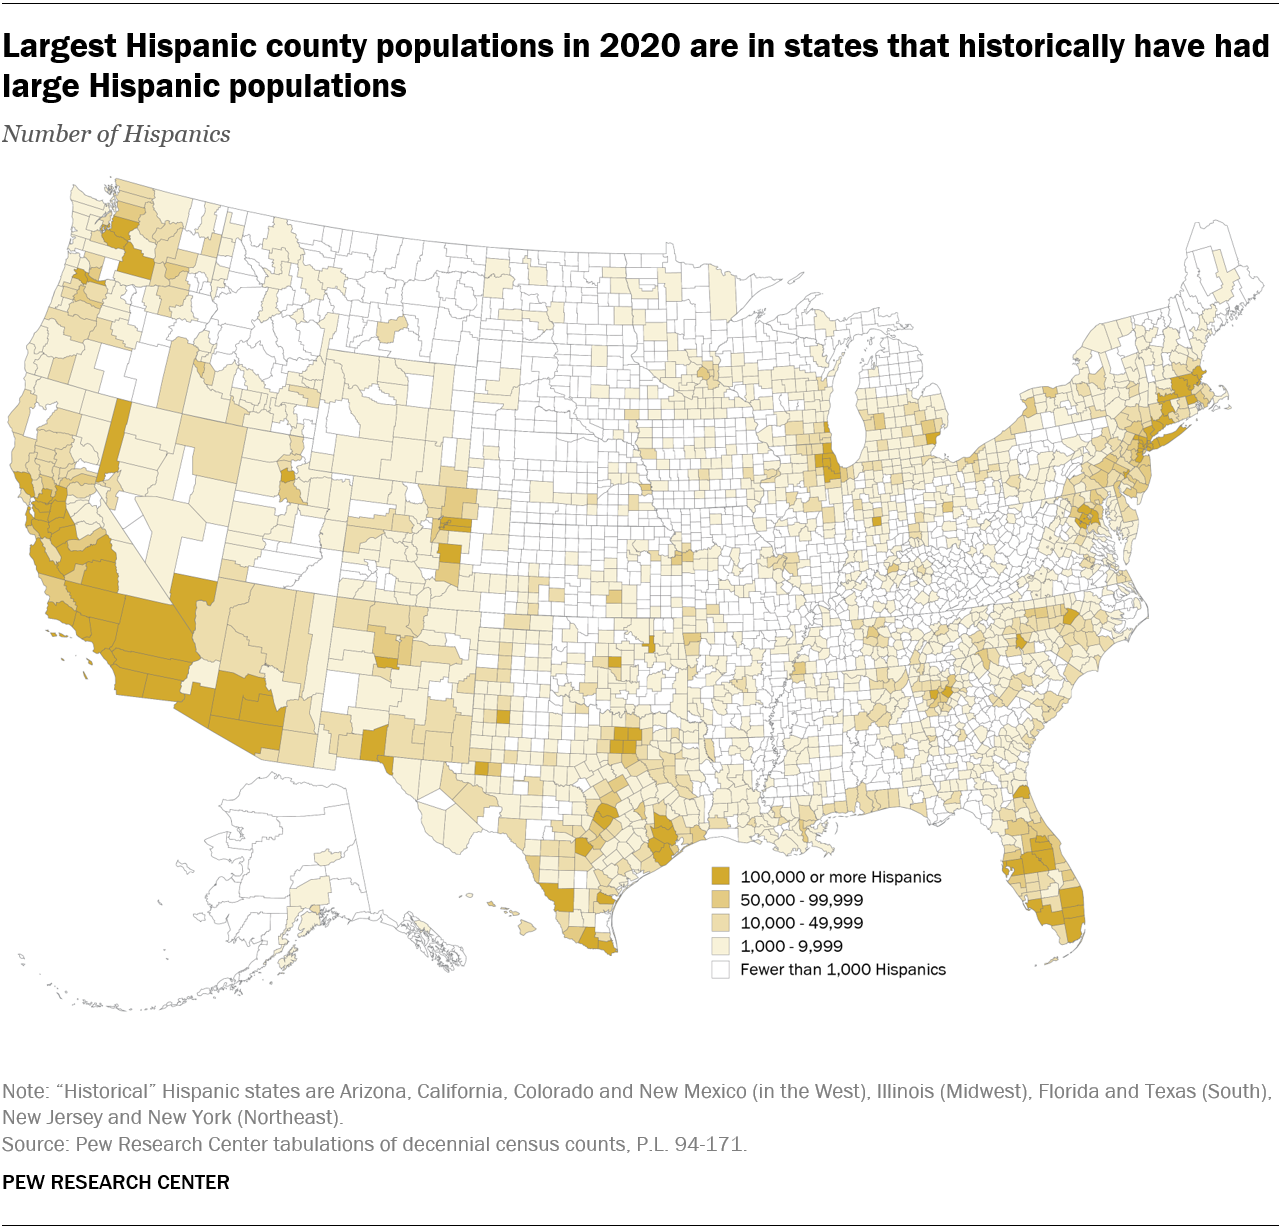 Largest Hispanic county populations in 2020 are in states that historically have had
large Hispanic populations
Number of Hispanics
100,000 or more Hispanics
50,000 - 99,999
10,000 - 49,999
1,000 - 9,999
Fewer than 1,000 Hispanics
Note: “Historical” Hispanic states are Arizona, California, Colorado and New Mexico (in the West), Illinois (Midwest), Florida and Texas (South),
New Jersey and New York (Northeast).
Source: Pew Research Center tabulations of decennial census counts, P.L. 94-171.
PEW RESEARCH CENTER